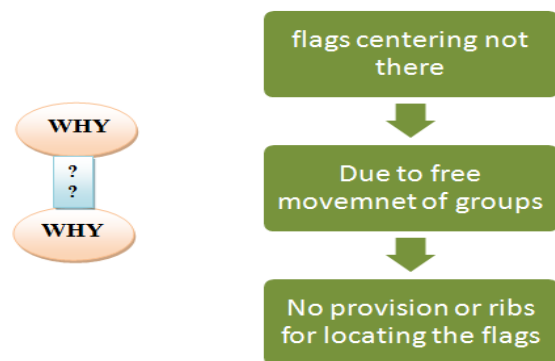 WHY
?
?
WHY
flags centering not
there
Due to free
movemnet of groups
No provision or ribs
for locating the flags